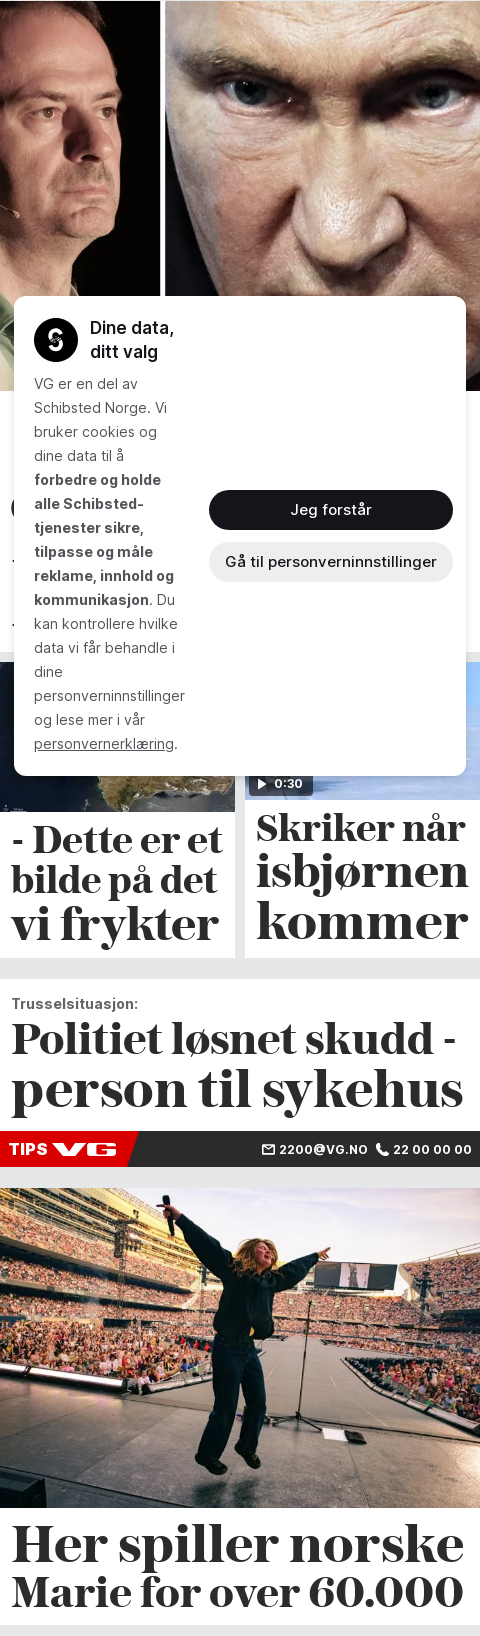 Dine data,
ditt valg
VG er en del av
Schibsted Norge. Vi
bruker cookies og
dine data til å
forbedre og holde
alle Schibsted-
tjenester sikre,
tilpasse og måle
reklame, innhold og
kommunikasjon. Du
kan kontrollere hvilke
data vi får behandle i
dine
personverninnstillinger
og lese mer i vår
personvernerklæring.
Jeg forstår
Gå til personverninnstillinger
0:30
- Dette er et
bilde på det
vi frykter
Skriker når
isbjørnen
kommer
Trusselsituasjon:
Politiet løsnet skudd -
person til sykehus
TIPS VG
2200@VG.NO 22 00 00 00
Her spiller norske
Marie for over 60.000